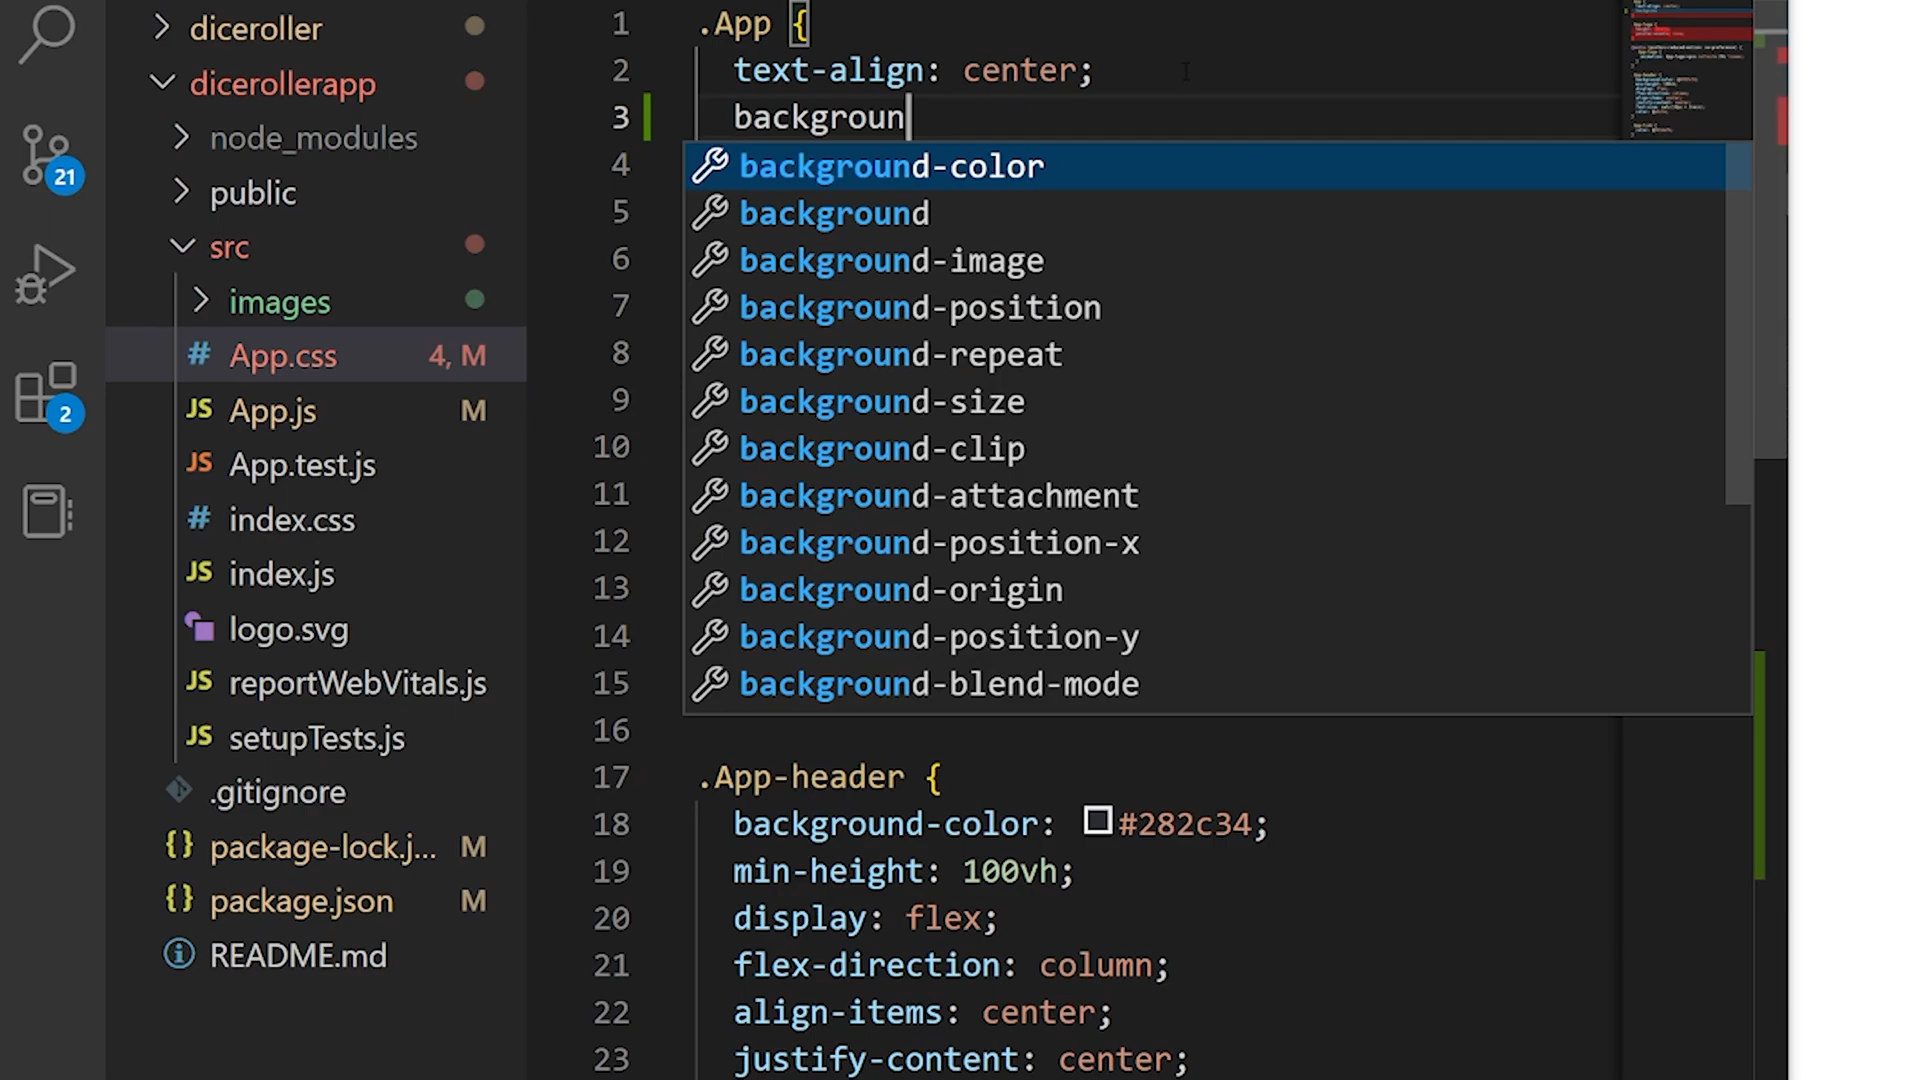 diceroller
dicerollerapp
node_modules
public
src
images
# App.css 4, M
JS App.js M
JS App.test.js
# index.css
JS index.js
logo.svg
JS reportWebVitals.js
JS setupTests.js
.gitignore
{} package-lock.j... M
{} package.json M
README.md
21
2
1 .App {
2 text-align: center;
3 backgroun
4 background-color
5 background
6 background-image
7 background-position
8 background-repeat
9 background-size
10 background-clip
11 background-attachment
12 background-position-x
13 background-origin
14 background-position-y
15 background-blend-mode
16
17 .App-header {
18 background-color: #282c34;
19 min-height: 100vh;
20 display: flex;
21 flex-direction: column;
22 align-items: center;
23 justify-content: center;